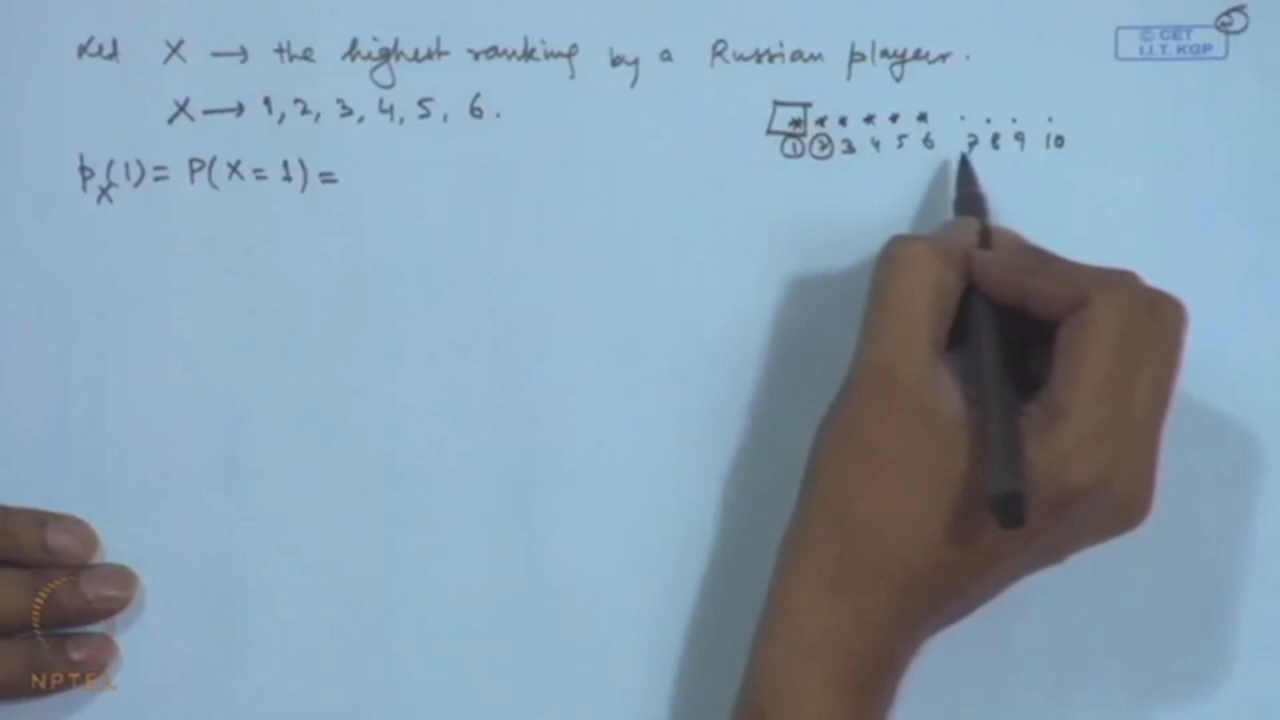 Let X → the highest ranking by a Russian player.
© CET
I.I.T. KGP
X → 1, 2, 3, 4, 5, 6.
1 2 3 4 5 6 7 8 9 10
p_X(1) = P(X = 1) =
NPTEL